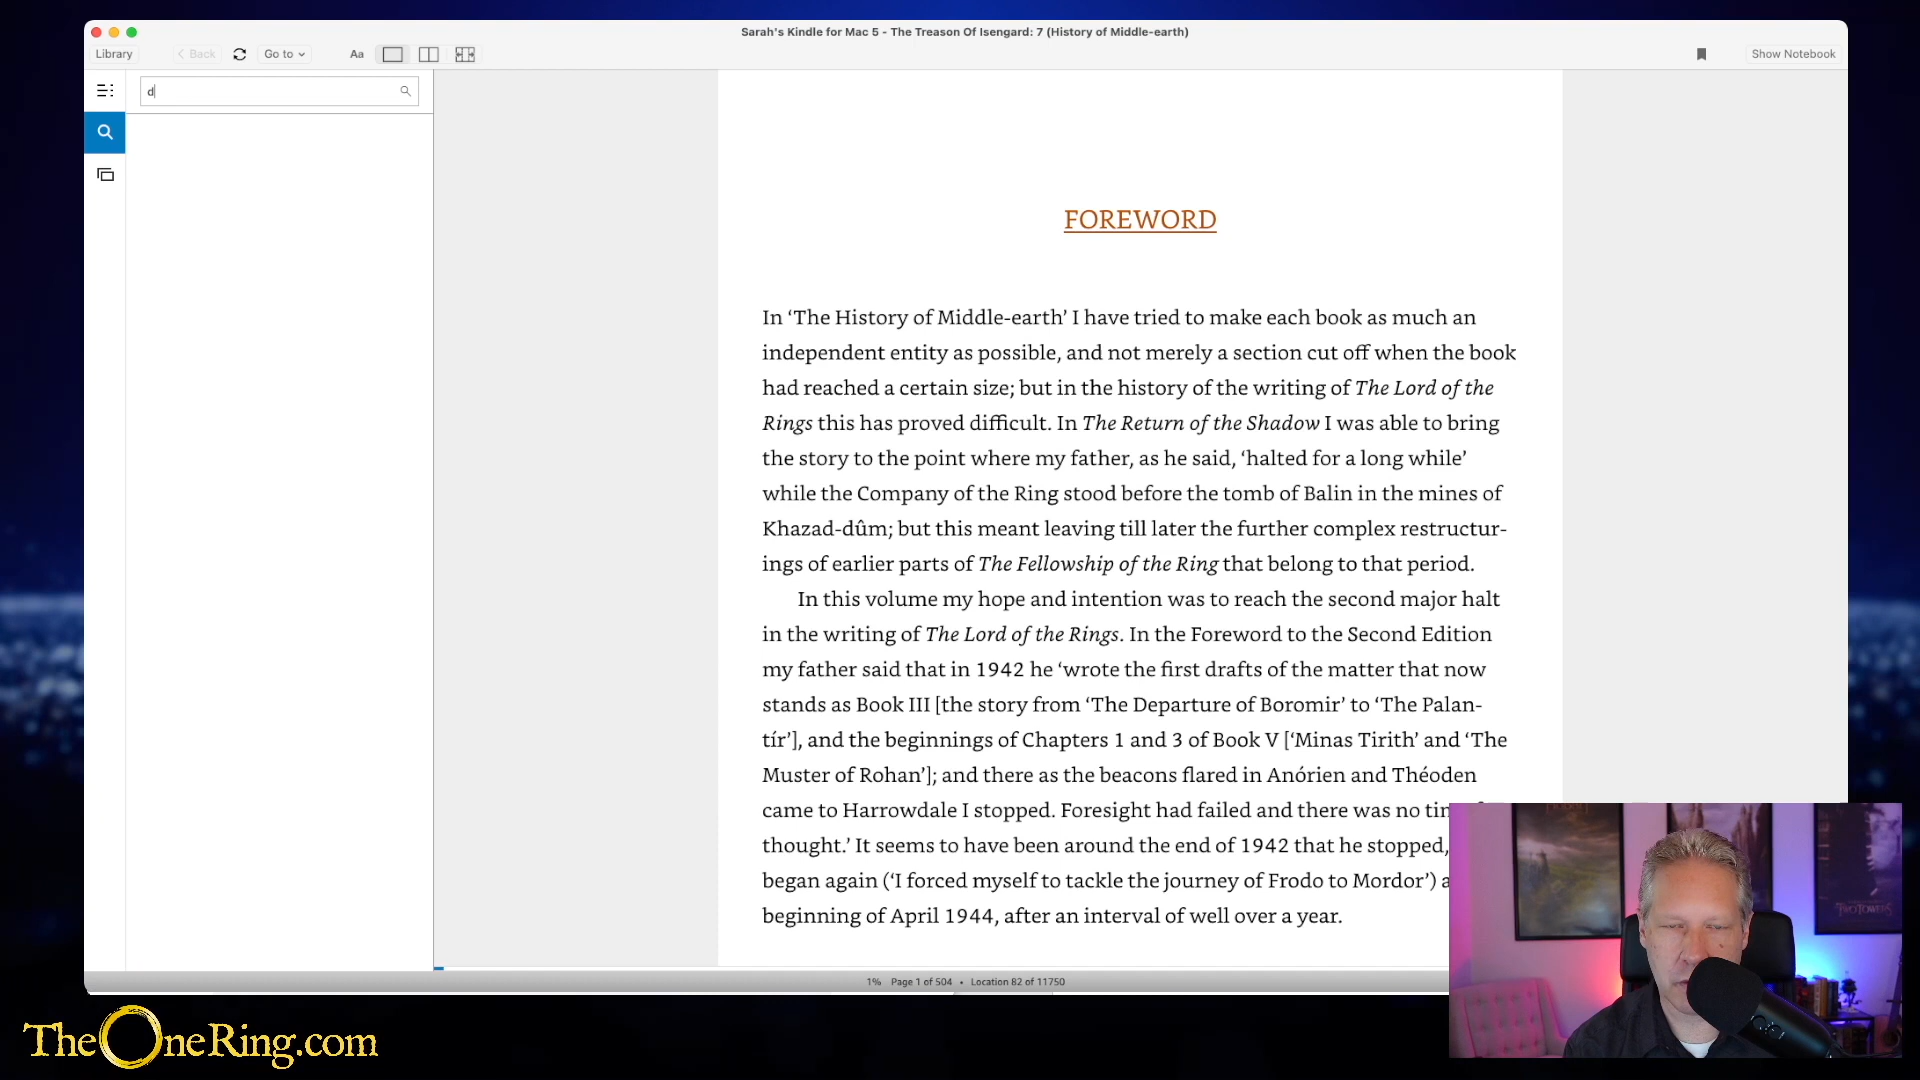 Sarah's Kindle for Mac 5 - The Treason Of Isengard: 7 (History of Middle-earth)
Library
Back
Go to
Aa
Show Notebook
d
FOREWORD
In ‘The History of Middle-earth’ I have tried to make each book as much an
independent entity as possible, and not merely a section cut off when the book
had reached a certain size; but in the history of the writing of The Lord of the
Rings this has proved difficult. In The Return of the Shadow I was able to bring
the story to the point where my father, as he said, ‘halted for a long while’
while the Company of the Ring stood before the tomb of Balin in the mines of
Khazad-dûm; but this meant leaving till later the further complex restructur-
ings of earlier parts of The Fellowship of the Ring that belong to that period.
In this volume my hope and intention was to reach the second major halt
in the writing of The Lord of the Rings. In the Foreword to the Second Edition
my father said that in 1942 he ‘wrote the first drafts of the matter that now
stands as Book III [the story from ‘The Departure of Boromir’ to ‘The Palan-
tír’], and the beginnings of Chapters 1 and 3 of Book V [‘Minas Tirith’ and ‘The
Muster of Rohan’]; and there as the beacons flared in Anórien and Théoden
came to Harrowdale I stopped. Foresight had failed and there was no
thought.’ It seems to have been around the end of 1942 that he stopped,
began again (‘I forced myself to tackle the journey of Frodo to Mordor’)
beginning of April 1944, after an interval of well over a year.
1% Page 1 of 504 • Location 82 of 11750
TheOneRing.com
TWO TOWERS